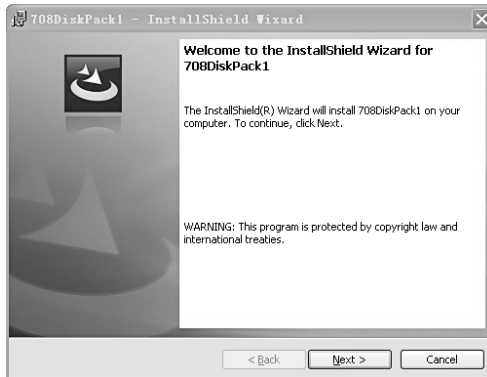 708DiskPack1 - InstallShield Wizard
Welcome to the InstallShield Wizard for
708DiskPack1
The InstallShield(R) Wizard will install 708DiskPack1 on your
computer. To continue, click Next.
WARNING: This program is protected by copyright law and
international treaties.
< Back
Next >
Cancel